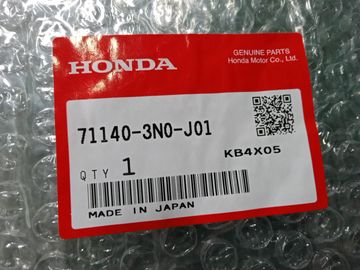 HONDA
GENUINE PARTS
Honda Motor Co., Ltd.
71140-3N0-J01
KB4X05
QTY 1
MADE IN JAPAN